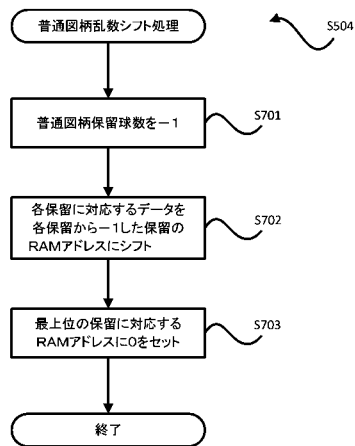 普通図柄乱数シフト処理
S504
普通図柄保留球数を－１
S701
各保留に対応するデータを
各保留から－１した保留の
RAMアドレスにシフト
S702
最上位の保留に対応する
RAMアドレスに0をセット
S703
終了